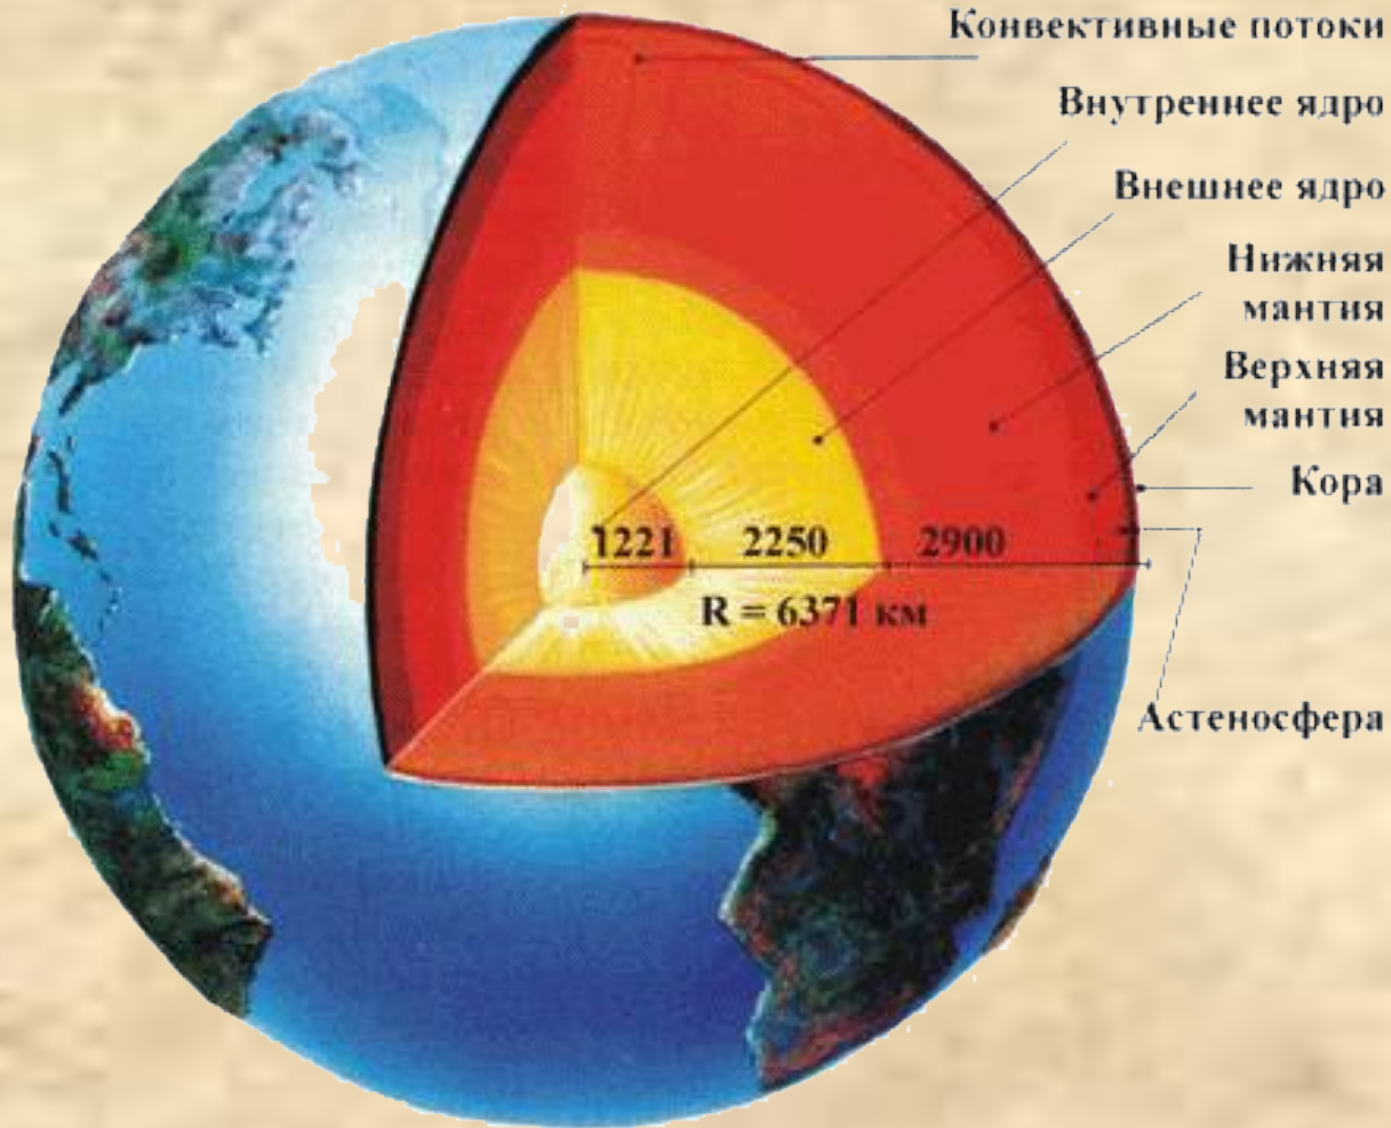 Конвективные потоки
Внутреннее ядро
Внешнее ядро
Нижняя
мантия
Верхняя
мантия
Кора
1221 2250 2900
R = 6371 км
Астеносфера